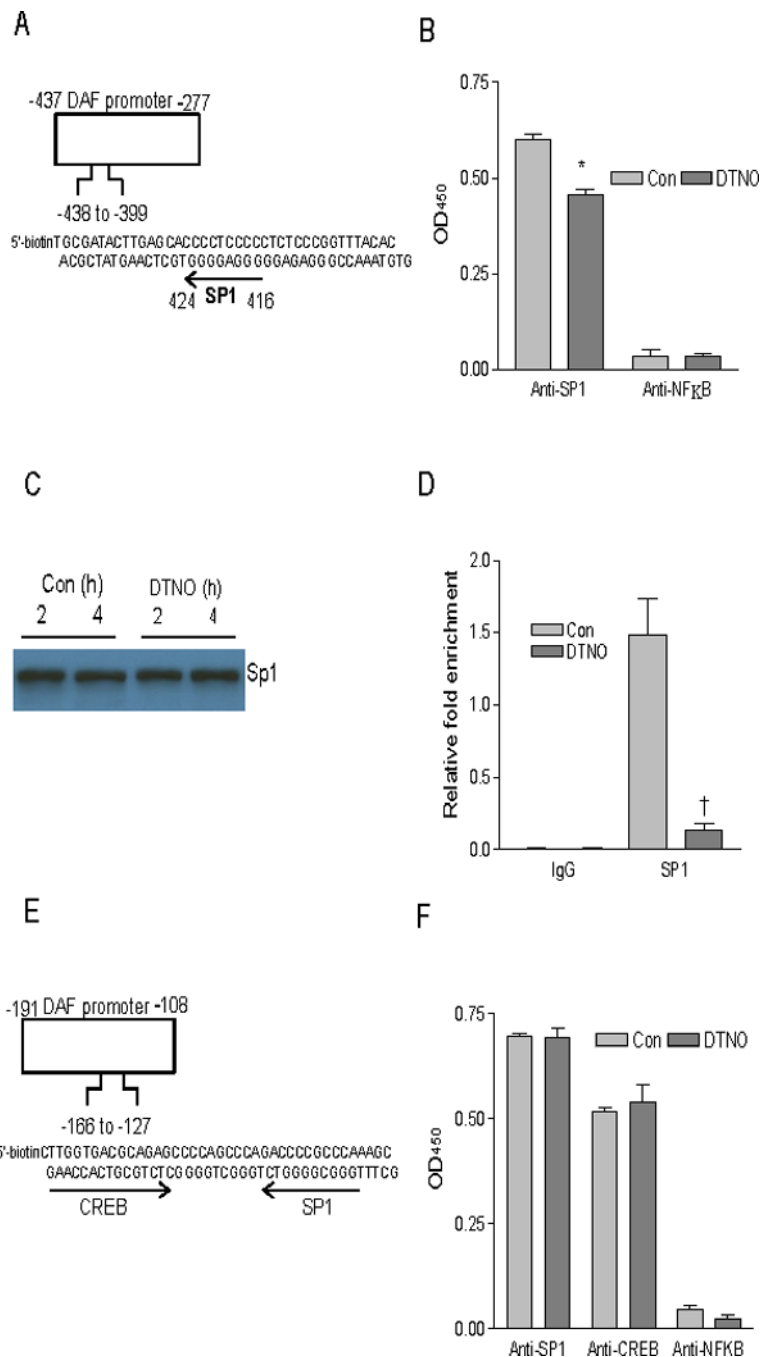 A
-437 DAF promoter -277
-438 to -399
5'-biotinTGCGATACTTGAGCACCCCTCCCCCTCTCCCGGTTTACAC
ACGCTATGAACTCGTGGGGAGGGGGAGAGGGCCAAATGTG
424 SP1 416
B
0.75
0.50
0.25
0.00
OD450
*
Con DTNO
Anti-SP1 Anti-NFκB
C
Con (h) DTNO (h)
2 4 2 4
Sp1
D
2.0
1.5
1.0
0.5
0.0
Relative fold enrichment
Con
DTNO
†
IgG SP1
E
-191 DAF promoter -108
-166 to -127
5'-biotinCTTGGTGACGCAGAGCCCCAGCCCAGACCCCGCCCAAAGC
GAACCACTGCGTCTCGGGGTCGGGTCTGGGGCGGGTTTCG
CREB SP1
F
0.75
0.50
0.25
0.00
OD450
Con DTNO
Anti-SP1 Anti-CREB Anti-NFKB